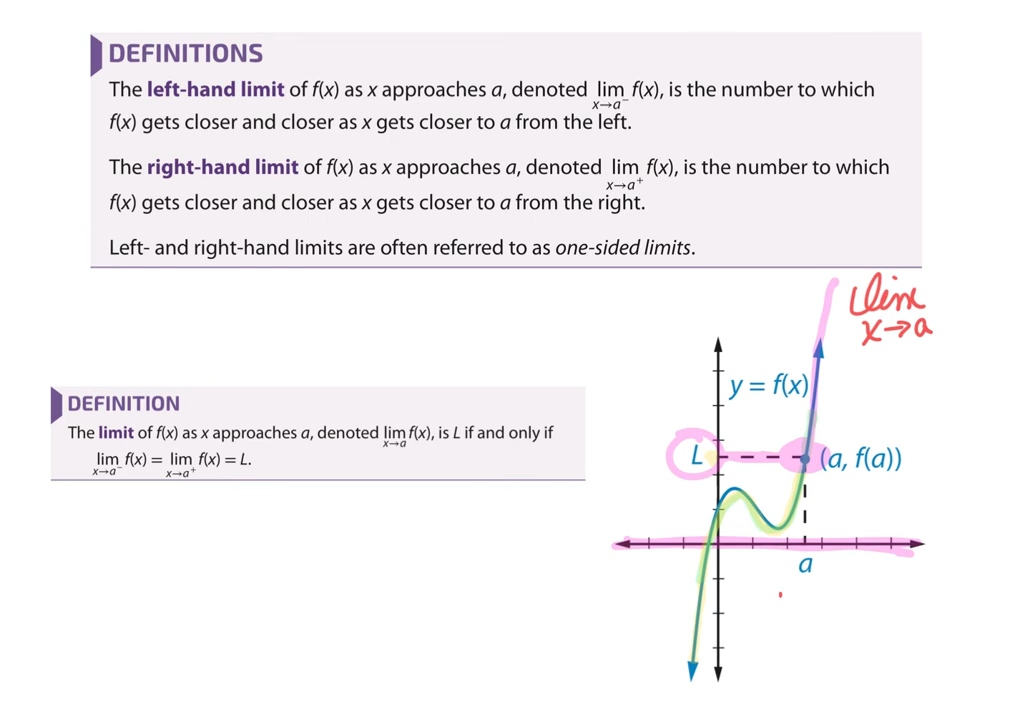 DEFINITIONS
The left-hand limit of f(x) as x approaches a, denoted lim f(x), is the number to which
x→a⁻
f(x) gets closer and closer as x gets closer to a from the left.
The right-hand limit of f(x) as x approaches a, denoted lim f(x), is the number to which
x→a⁺
f(x) gets closer and closer as x gets closer to a from the right.
Left- and right-hand limits are often referred to as one-sided limits.
lim
x→a
y = f(x)
DEFINITION
The limit of f(x) as x approaches a, denoted lim f(x), is L if and only if
x→a
lim f(x) = lim f(x) = L.
x→a⁻ x→a⁺
L
(a, f(a))
a